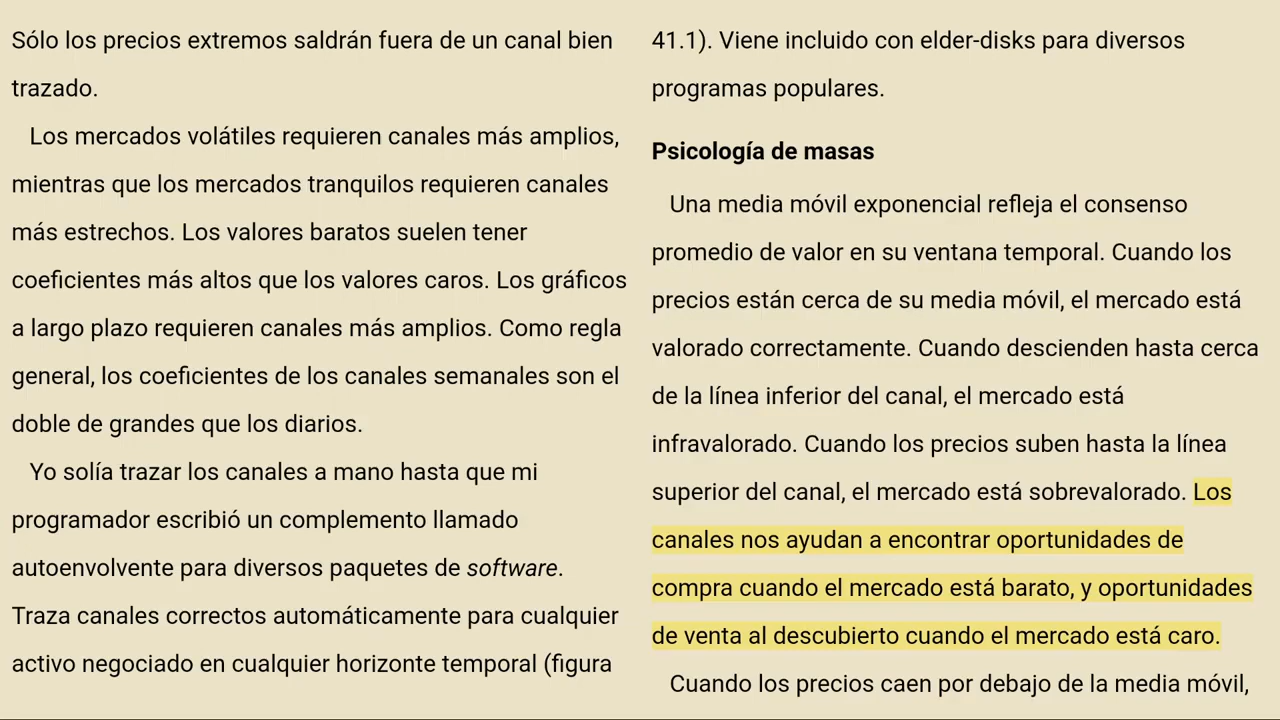 Sólo los precios extremos saldrán fuera de un canal bien
trazado.
Los mercados volátiles requieren canales más amplios,
mientras que los mercados tranquilos requieren canales
más estrechos. Los valores baratos suelen tener
coeficientes más altos que los valores caros. Los gráficos
a largo plazo requieren canales más amplios. Como regla
general, los coeficientes de los canales semanales son el
doble de grandes que los diarios.
Yo solía trazar los canales a mano hasta que mi
programador escribió un complemento llamado
autoenvolvente para diversos paquetes de software.
Traza canales correctos automáticamente para cualquier
activo negociado en cualquier horizonte temporal (figura
41.1). Viene incluido con elder-disks para diversos
programas populares.
Psicología de masas
Una media móvil exponencial refleja el consenso
promedio de valor en su ventana temporal. Cuando los
precios están cerca de su media móvil, el mercado está
valorado correctamente. Cuando descienden hasta cerca
de la línea inferior del canal, el mercado está
infravalorado. Cuando los precios suben hasta la línea
superior del canal, el mercado está sobrevalorado. Los
canales nos ayudan a encontrar oportunidades de
compra cuando el mercado está barato, y oportunidades
de venta al descubierto cuando el mercado está caro.
Cuando los precios caen por debajo de la media móvil,